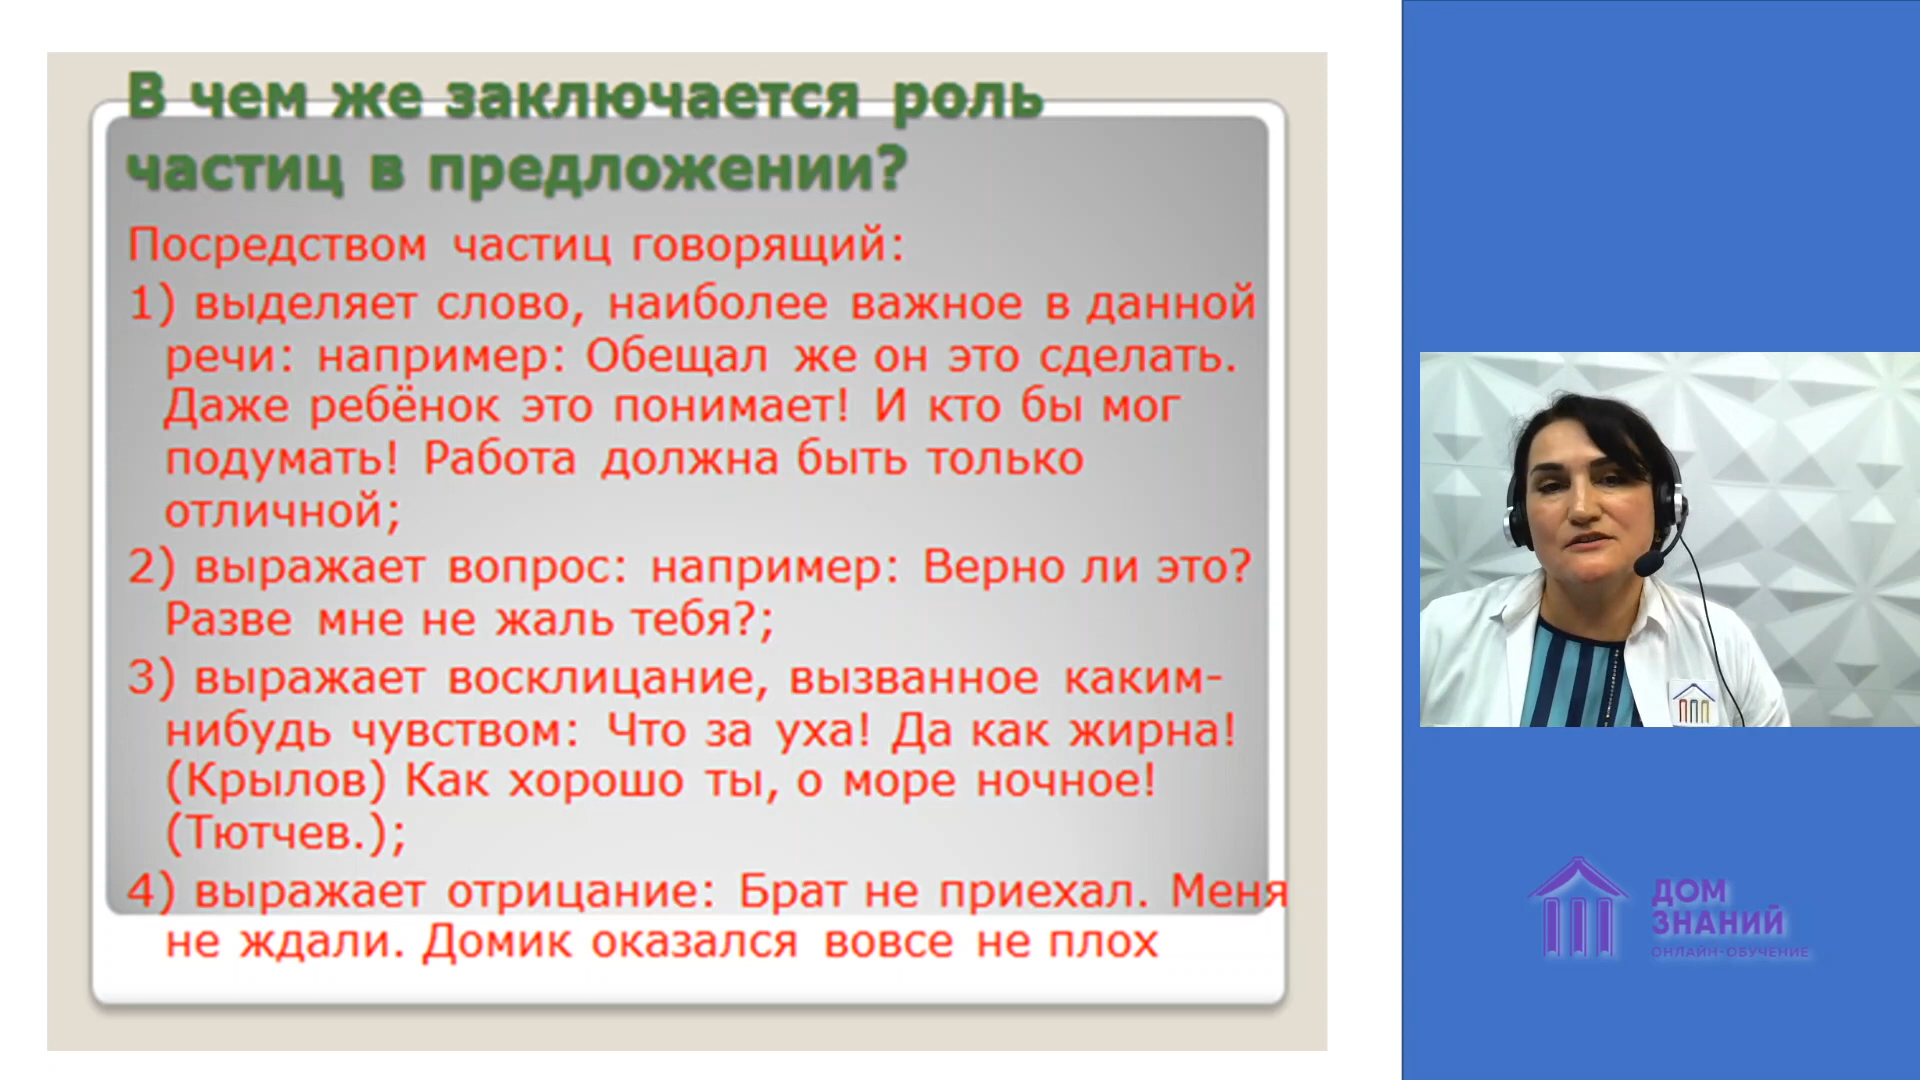 В чем же заключается роль
частиц в предложении?
Посредством частиц говорящий:
1) выделяет слово, наиболее важное в данной
речи: например: Обещал же он это сделать.
Даже ребёнок это понимает! И кто бы мог
подумать! Работа должна быть только
отличной;
2) выражает вопрос: например: Верно ли это?
Разве мне не жаль тебя?;
3) выражает восклицание, вызванное каким-
нибудь чувством: Что за уха! Да как жирна!
(Крылов) Как хорошо ты, о море ночное!
(Тютчев.);
4) выражает отрицание: Брат не приехал. Меня
не ждали. Домик оказался вовсе не плох
ДОМ
ЗНАНИЙ
ОНЛАЙН-ОБУЧЕНИЕ